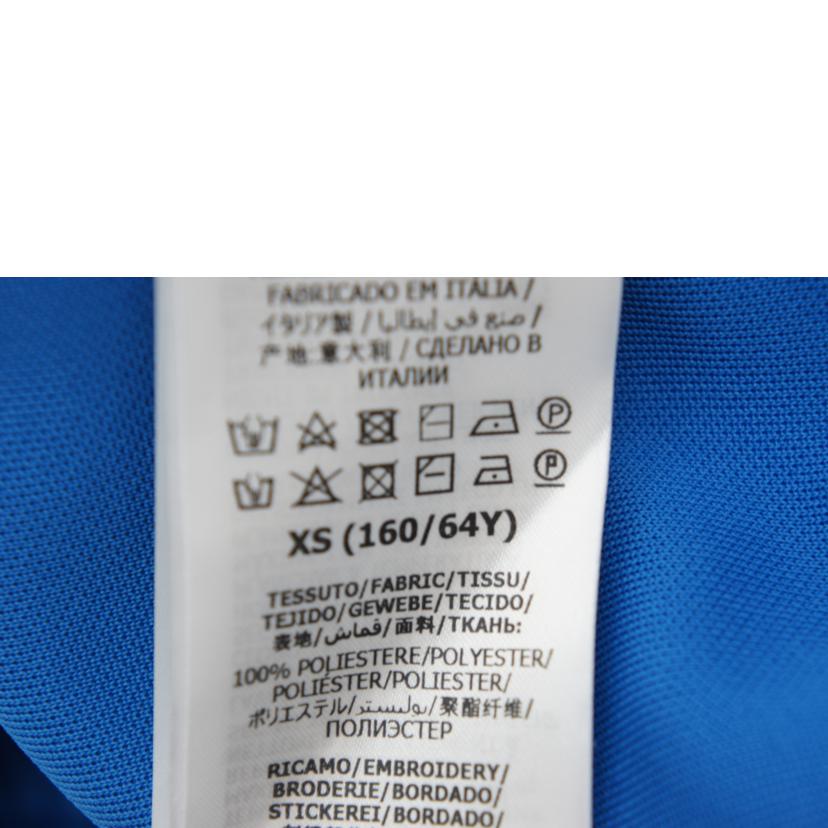 FABRICADO EM ITÁLIA /
イタリア製 / صنع في إيطاليا /
产地:意大利 / СДЕЛАНО В
ИТАЛИИ
P
P
XS (160/64Y)
TESSUTO/FABRIC/TISSU/
TEJIDO/GEWEBE/TECIDO/
表地/قماش/面料/ТКАНЬ:
100% POLIESTERE/POLYESTER/
POLIÉSTER/POLIESTER/
ポリエステル/بوليستر/聚酯纤维/
ПОЛИЭСТЕР
RICAMO/EMBROIDERY/
BRODERIE/BORDADO/
STICKEREI/BORDADO/